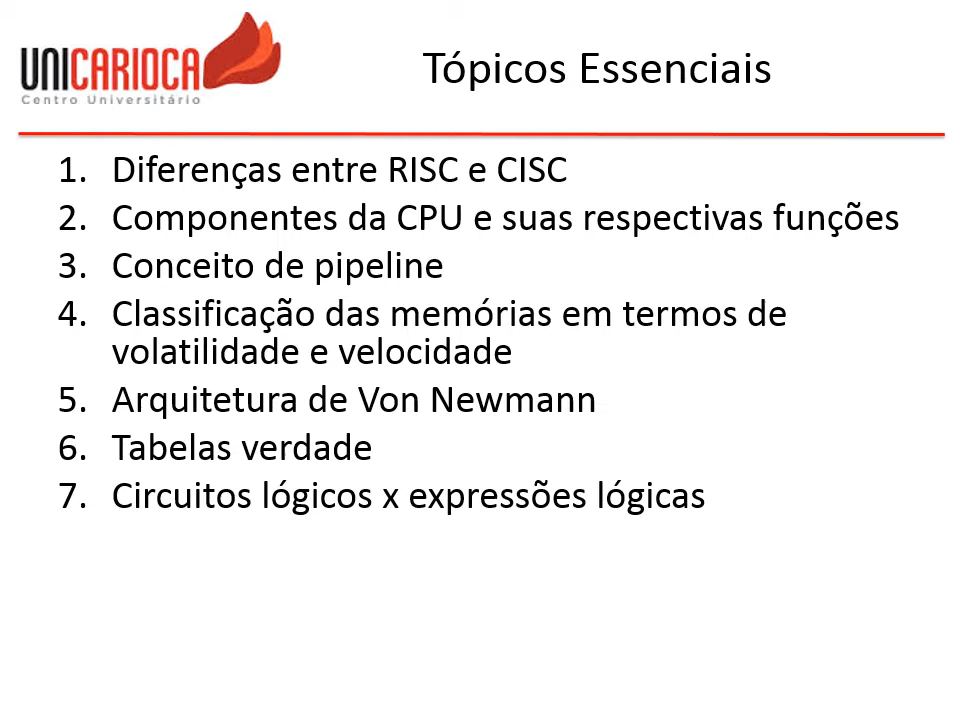 UNICARIOCA
Centro Universitário
Tópicos Essenciais
1. Diferenças entre RISC e CISC
2. Componentes da CPU e suas respectivas funções
3. Conceito de pipeline
4. Classificação das memórias em termos de
volatilidade e velocidade
5. Arquitetura de Von Newmann
6. Tabelas verdade
7. Circuitos lógicos x expressões lógicas